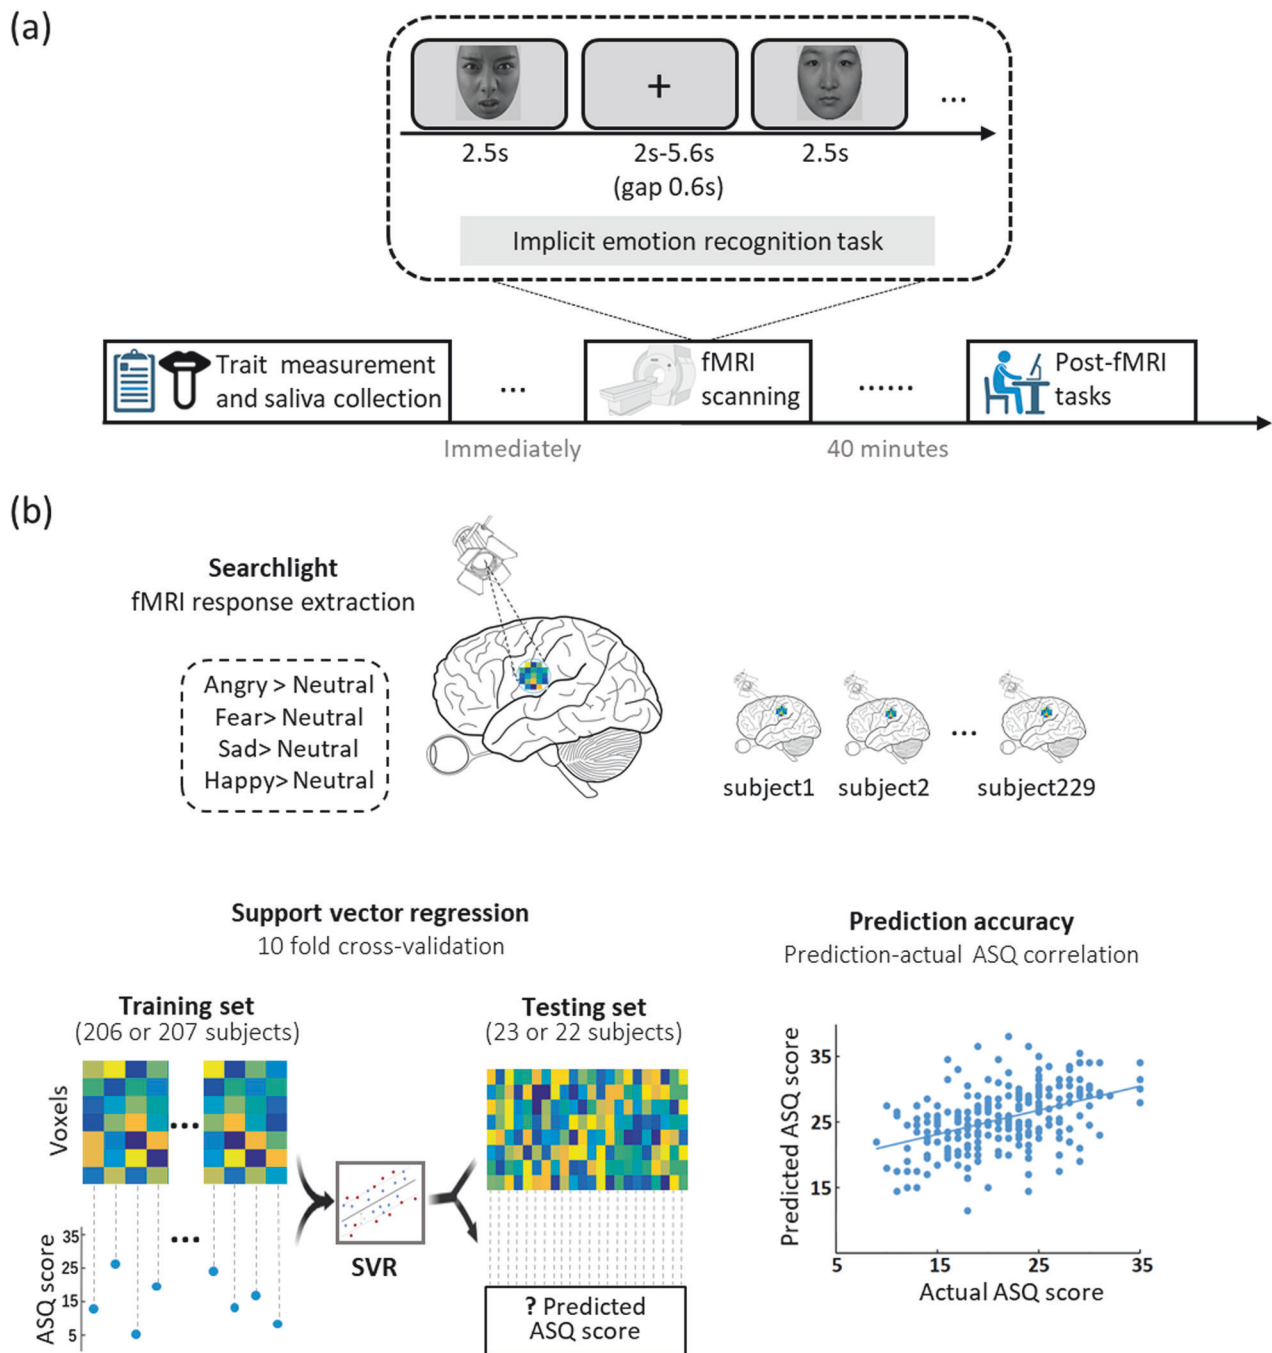 (a)
+
...
2.5s
2s-5.6s
2.5s
(gap 0.6s)
Implicit emotion recognition task
Trait measurement
and saliva collection
...
fMRI
scanning
......
Post-fMRI
tasks
Immediately
40 minutes
(b)
Searchlight
fMRI response extraction
Angry > Neutral
Fear> Neutral
Sad> Neutral
Happy> Neutral
...
subject1
subject2
subject229
Support vector regression
10 fold cross-validation
Prediction accuracy
Prediction-actual ASQ correlation
Training set
(206 or 207 subjects)
Testing set
(23 or 22 subjects)
Voxels
...
...
ASQ score
35
25
15
5
SVR
? Predicted
ASQ score
Predicted ASQ score
35
25
15
5
15
25
35
Actual ASQ score